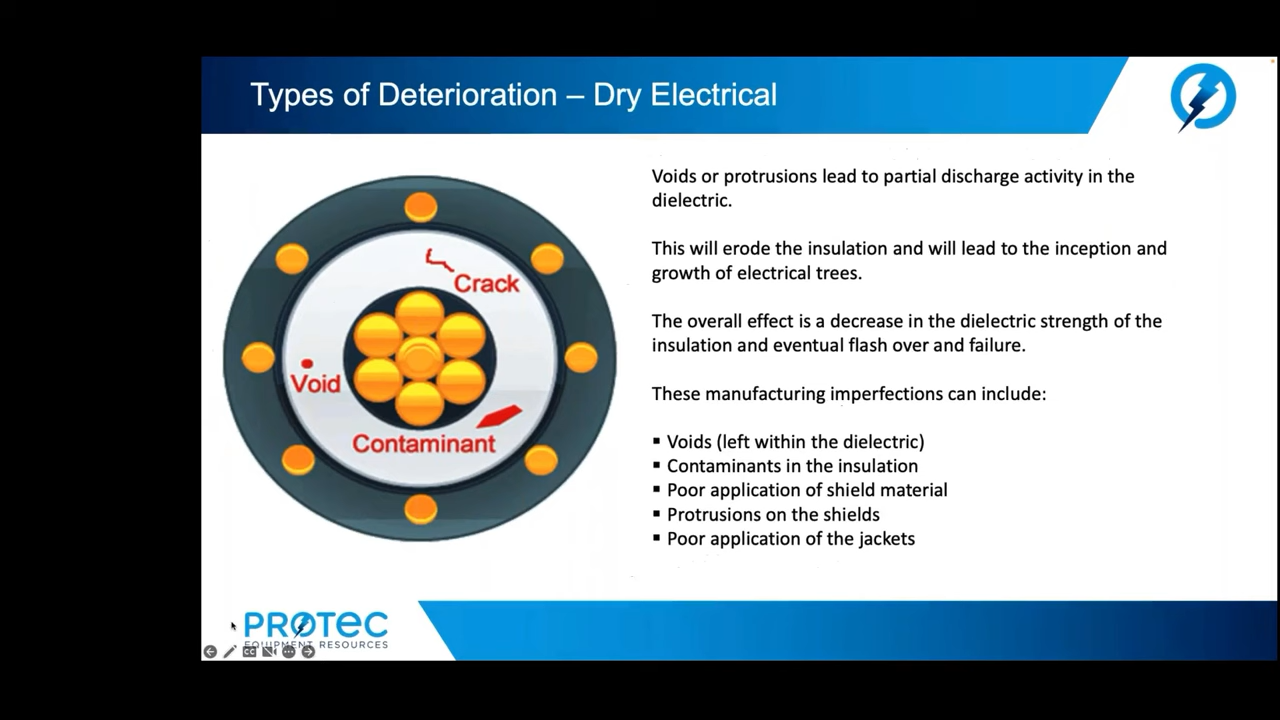 Types of Deterioration – Dry Electrical
Crack
Void
Contaminant
Voids or protrusions lead to partial discharge activity in the
dielectric.
This will erode the insulation and will lead to the inception and
growth of electrical trees.
The overall effect is a decrease in the dielectric strength of the
insulation and eventual flash over and failure.
These manufacturing imperfections can include:
▪ Voids (left within the dielectric)
▪ Contaminants in the insulation
▪ Poor application of shield material
▪ Protrusions on the shields
▪ Poor application of the jackets
PROTEC
EQUIPMENT RESOURCES
CC